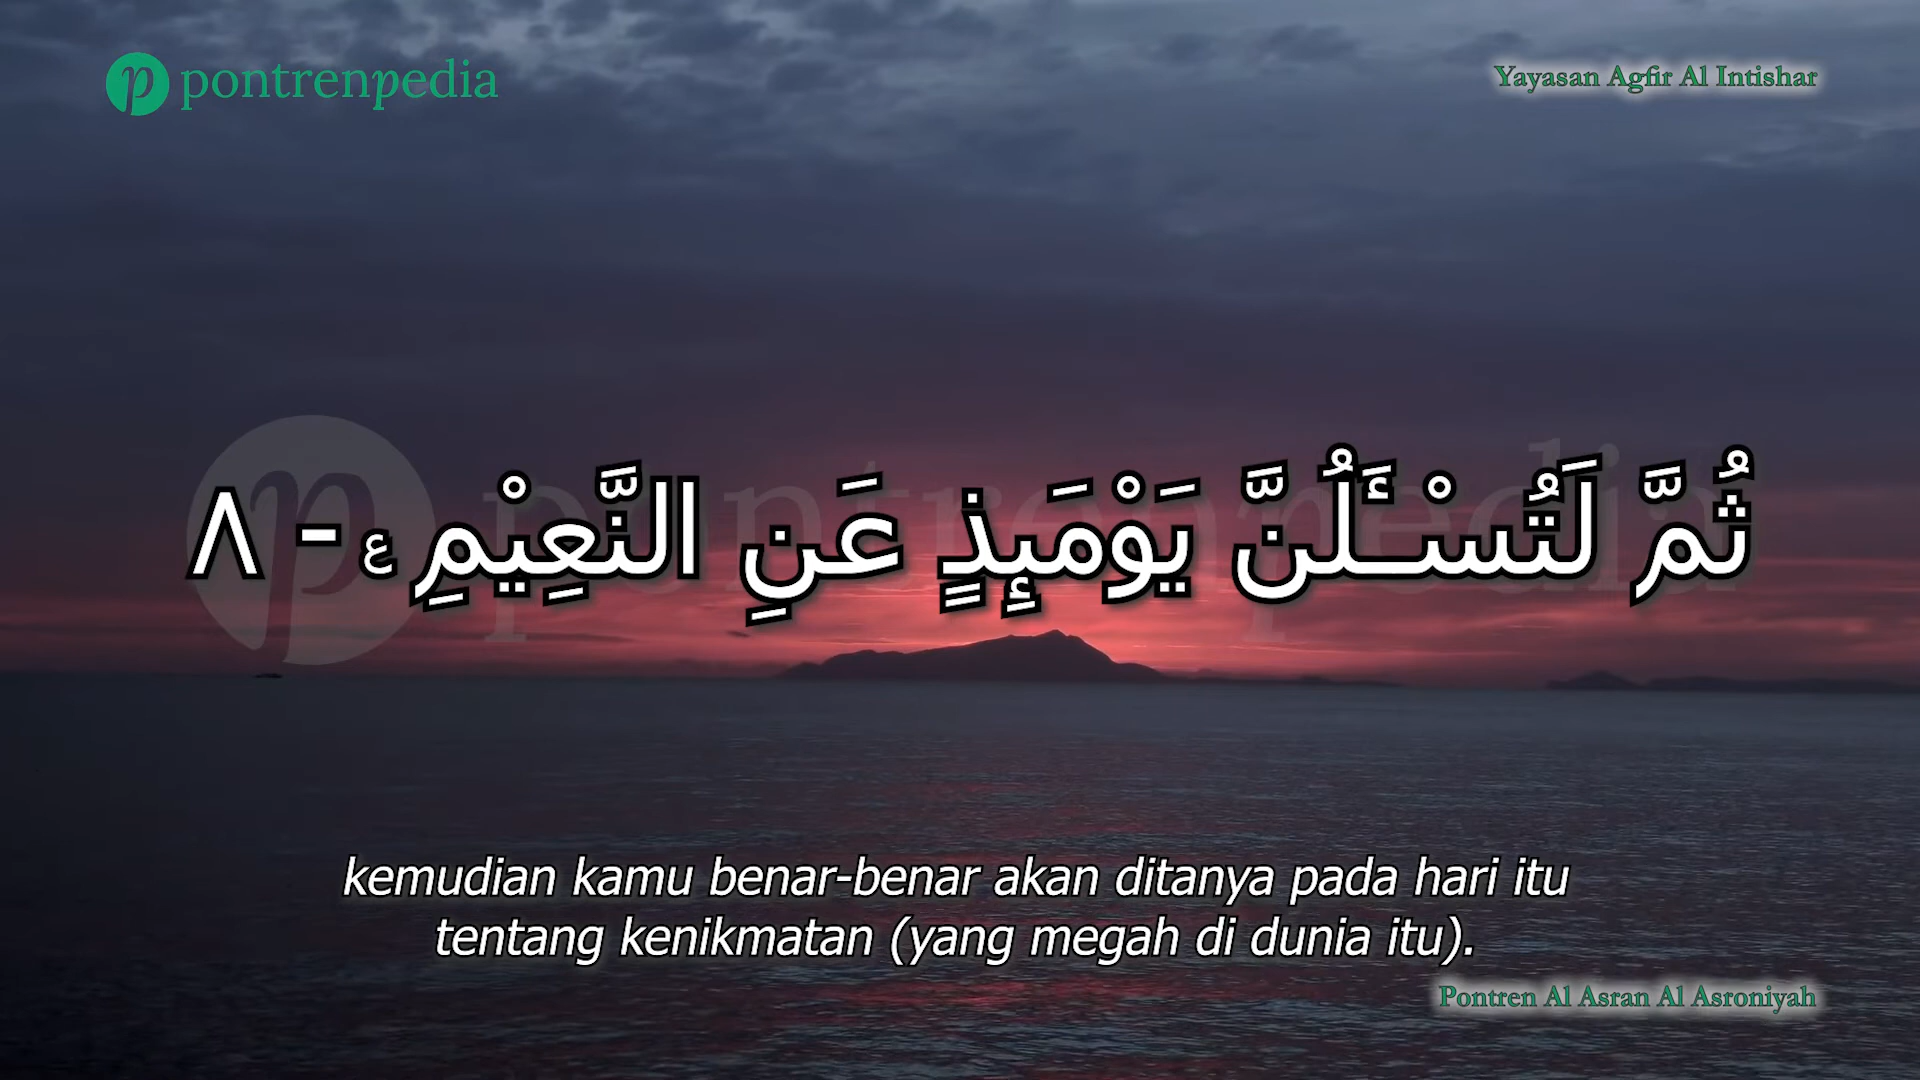 pontrenpedia
Yayasan Agfir Al Intishar
pontrenpedia
ثُمَّ لَتُسْـَٔلُنَّ يَوْمَىِٕذٍ عَنِ النَّعِيْمِ ࣖ - ٨
kemudian kamu benar-benar akan ditanya pada hari itu
tentang kenikmatan (yang megah di dunia itu).
Pontren Al Asran Al Asroniyah